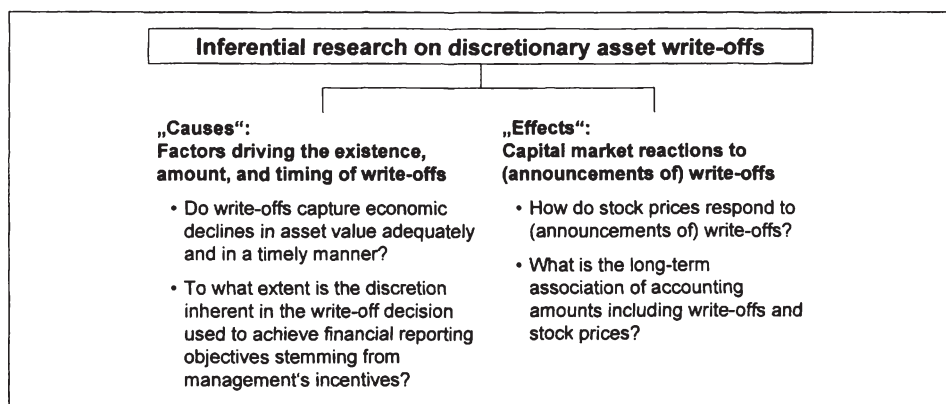 Inferential research on discretionary asset write-offs
„Causes“:
Factors driving the existence,
amount, and timing of write-offs
• Do write-offs capture economic
declines in asset value adequately
and in a timely manner?
• To what extent is the discretion
inherent in the write-off decision
used to achieve financial reporting
objectives stemming from
management's incentives?
„Effects“:
Capital market reactions to
(announcements of) write-offs
• How do stock prices respond to
(announcements of) write-offs?
• What is the long-term
association of accounting
amounts including write-offs and
stock prices?